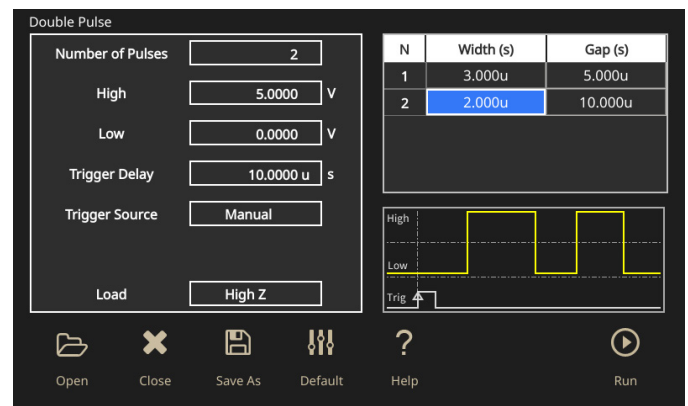 Double Pulse
Number of Pulses 2
High 5.0000 V
Low 0.0000 V
Trigger Delay 10.0000 u s
Trigger Source Manual
Load High Z
N Width (s) Gap (s)
1 3.000u 5.000u
2 2.000u 10.000u
High
Low
Trig
Open Close Save As Default Help Run